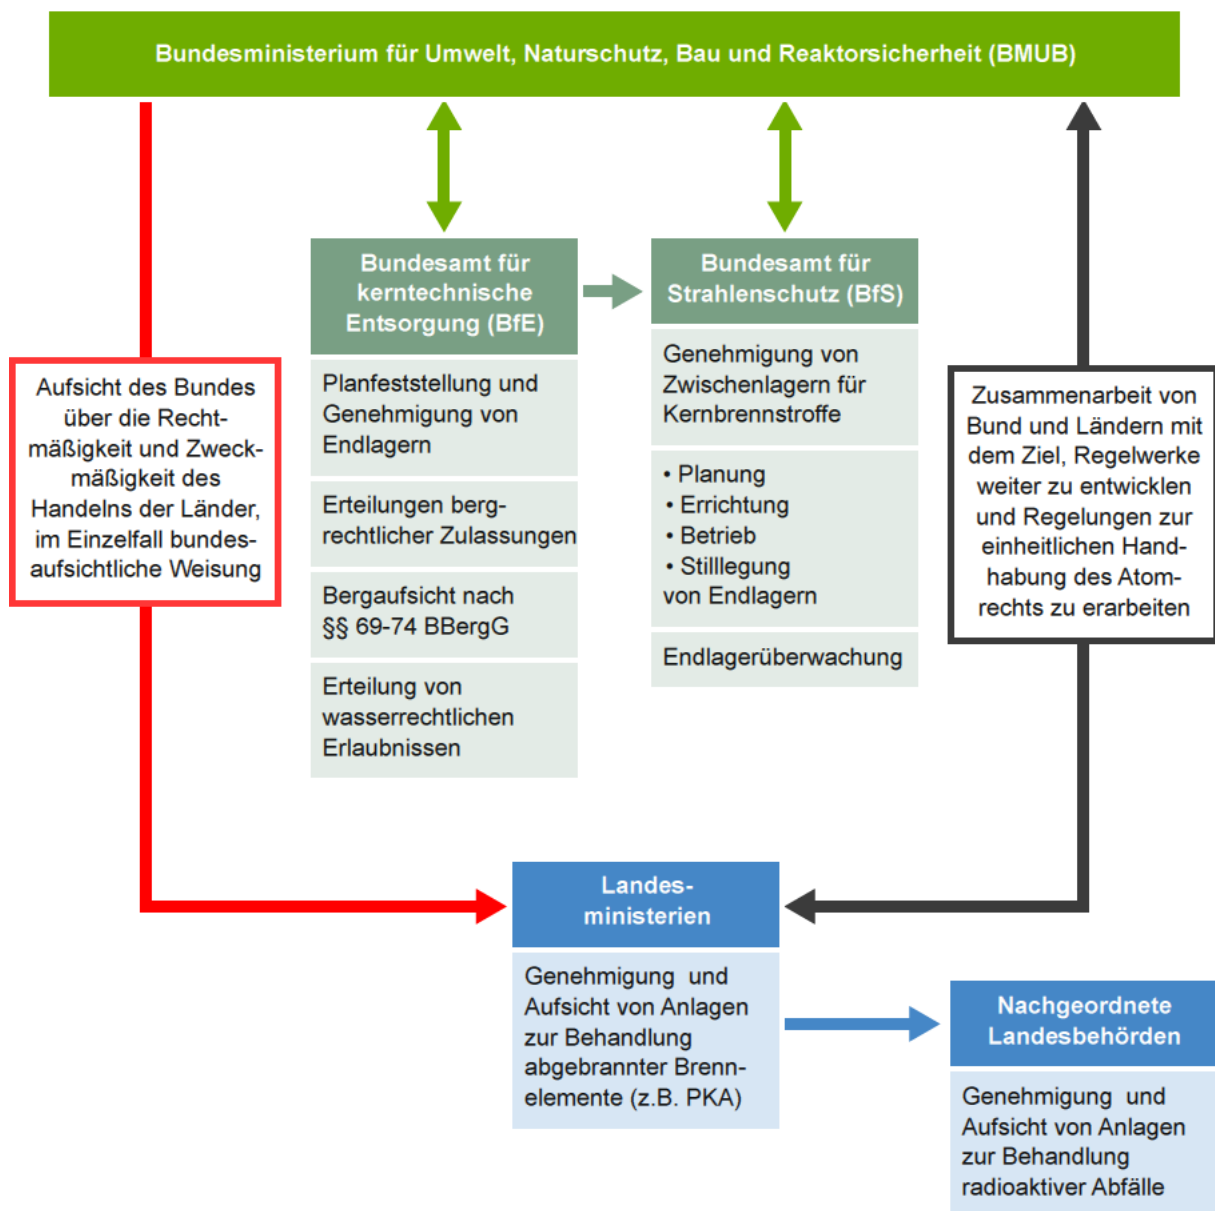 Bundesministerium für Umwelt, Naturschutz, Bau und Reaktorsicherheit (BMUB)
Bundesamt für
kerntechnische
Entsorgung (BfE)
Planfeststellung und
Genehmigung von
Endlagern
Erteilungen berg-
rechtlicher Zulassungen
Bergaufsicht nach
§§ 69-74 BBergG
Erteilung von
wasserrechtlichen
Erlaubnissen
Bundesamt für
Strahlenschutz (BfS)
Genehmigung von
Zwischenlagern für
Kernbrennstroffe
• Planung
• Errichtung
• Betrieb
• Stilllegung
von Endlagern
Endlagerüberwachung
Aufsicht des Bundes
über die Recht-
mäßigkeit und Zweck-
mäßigkeit des
Handelns der Länder,
im Einzelfall bundes-
aufsichtliche Weisung
Zusammenarbeit von
Bund und Ländern mit
dem Ziel, Regelwerke
weiter zu entwicklen
und Regelungen zur
einheitlichen Hand-
habung des Atom-
rechts zu erarbeiten
Landes-
ministerien
Genehmigung und
Aufsicht von Anlagen
zur Behandlung
abgebrannter Brenn-
elemente (z.B. PKA)
Nachgeordnete
Landesbehörden
Genehmigung und
Aufsicht von Anlagen
zur Behandlung
radioaktiver Abfälle